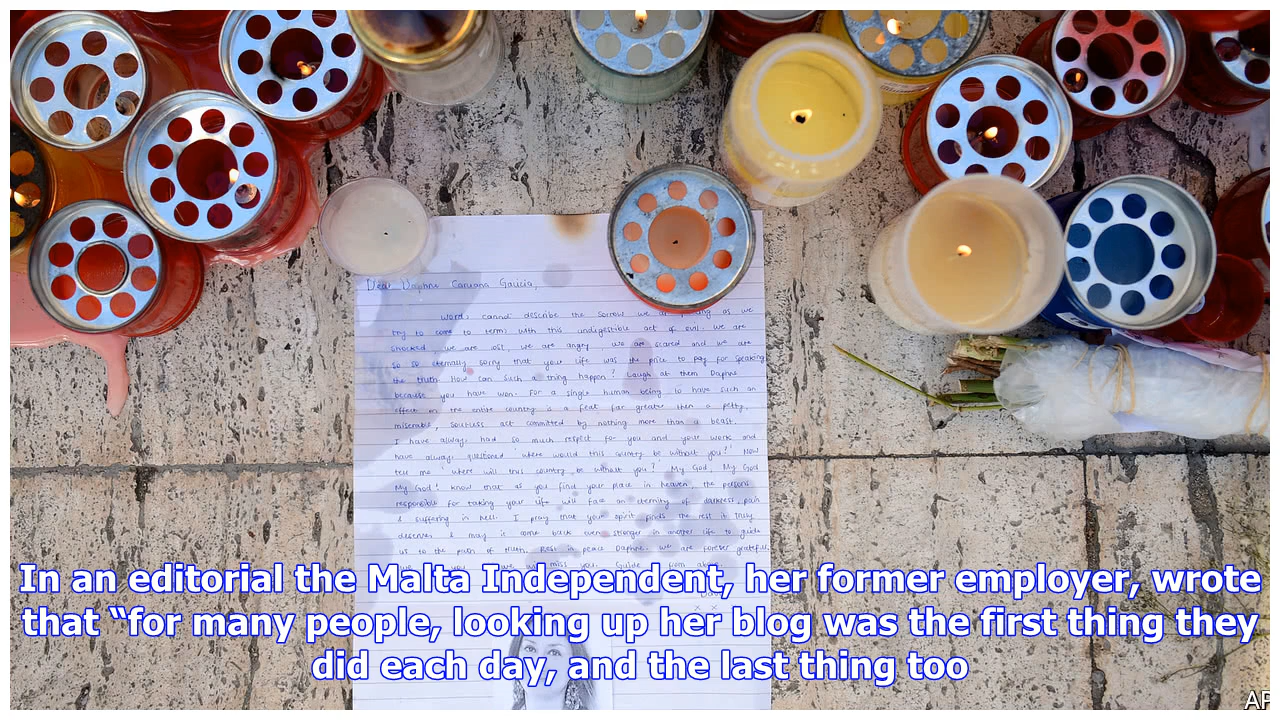 Dear Daphne Caruana Galicia,
Words cannot describe the sorrow we are feeling as we
try to come to terms with this undigestible act of evil. We are
shocked, we are lost, we are angry. We are scared and we are
so so eternally sorry that your life was the price to pay for speaking
the truth. How can such a thing happen? Laugh at them Daphne
because you have won. For a single human being to have such an
effect on the entire country is a feat far greater than a petty,
miserable, soulless act committed by nothing more than a beast.
I have always had so much respect for you and your work and
have always questioned 'where would this country be without you?' Now
tell me 'where will this country be without you?' My God, My God
My God! Know that as you find your place in heaven, the persons
responsible for taking your life will face an eternity of darkness, pain
& suffering in hell. I pray that your spirit finds the rest it truly
deserves & may it come back even stronger in another life to guide
us to the path of truth. Rest in peace Daphne. We are forever grateful
miss you. Guide from above
In an editorial the Malta Independent, her former employer, wrote
that “for many people, looking up her blog was the first thing they
did each day, and the last thing too
AP